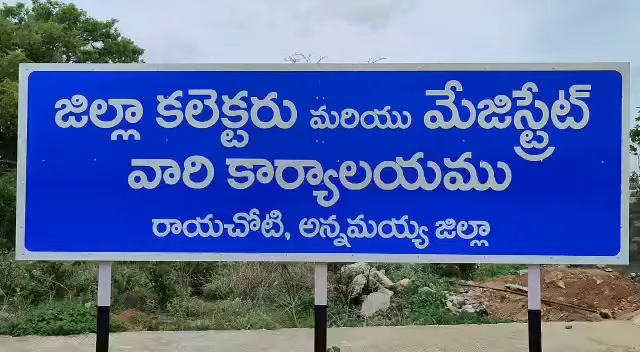 జిల్లా కలెక్టరు మరియు మేజిస్ట్రేట్
వారి కార్యాలయము
రాయచోటి, అన్నమయ్య జిల్లా